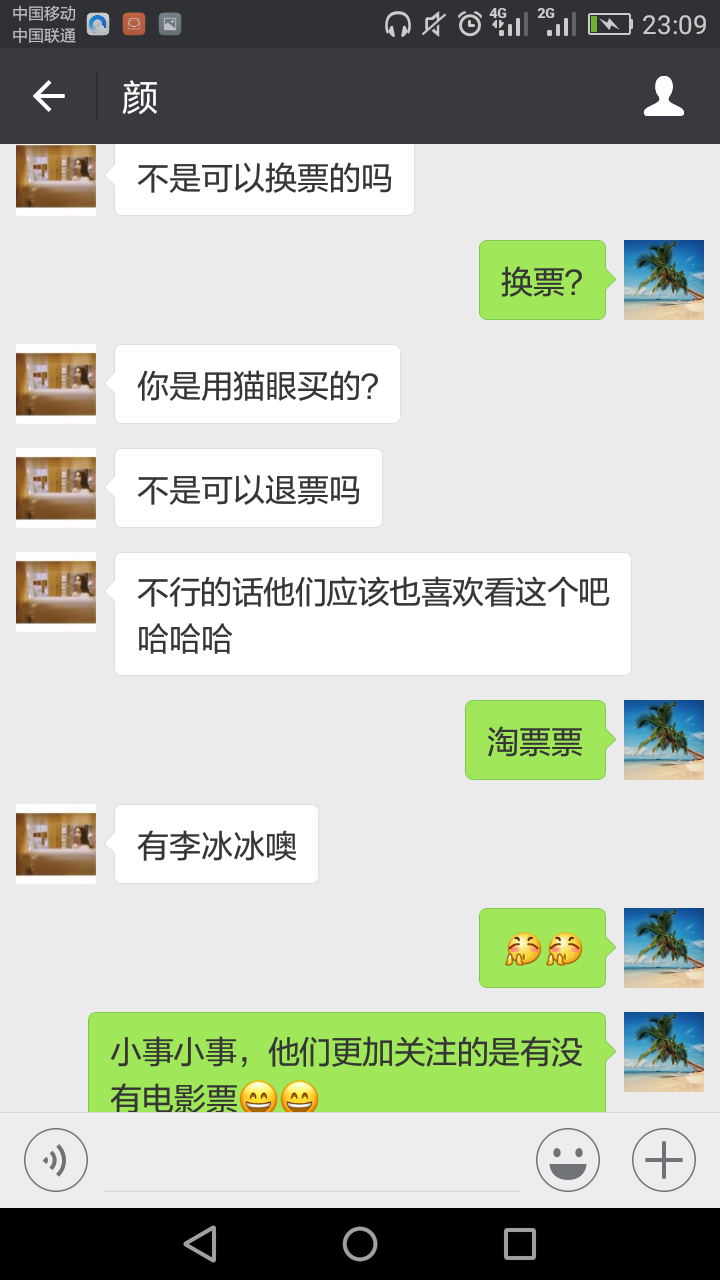 中国移动
中国联通
4G
2G
23:09
颜
不是可以换票的吗
换票?
你是用猫眼买的?
不是可以退票吗
不行的话他们应该也喜欢看这个吧
哈哈哈
淘票票
有李冰冰噢
小事小事，他们更加关注的是有没
有电影票